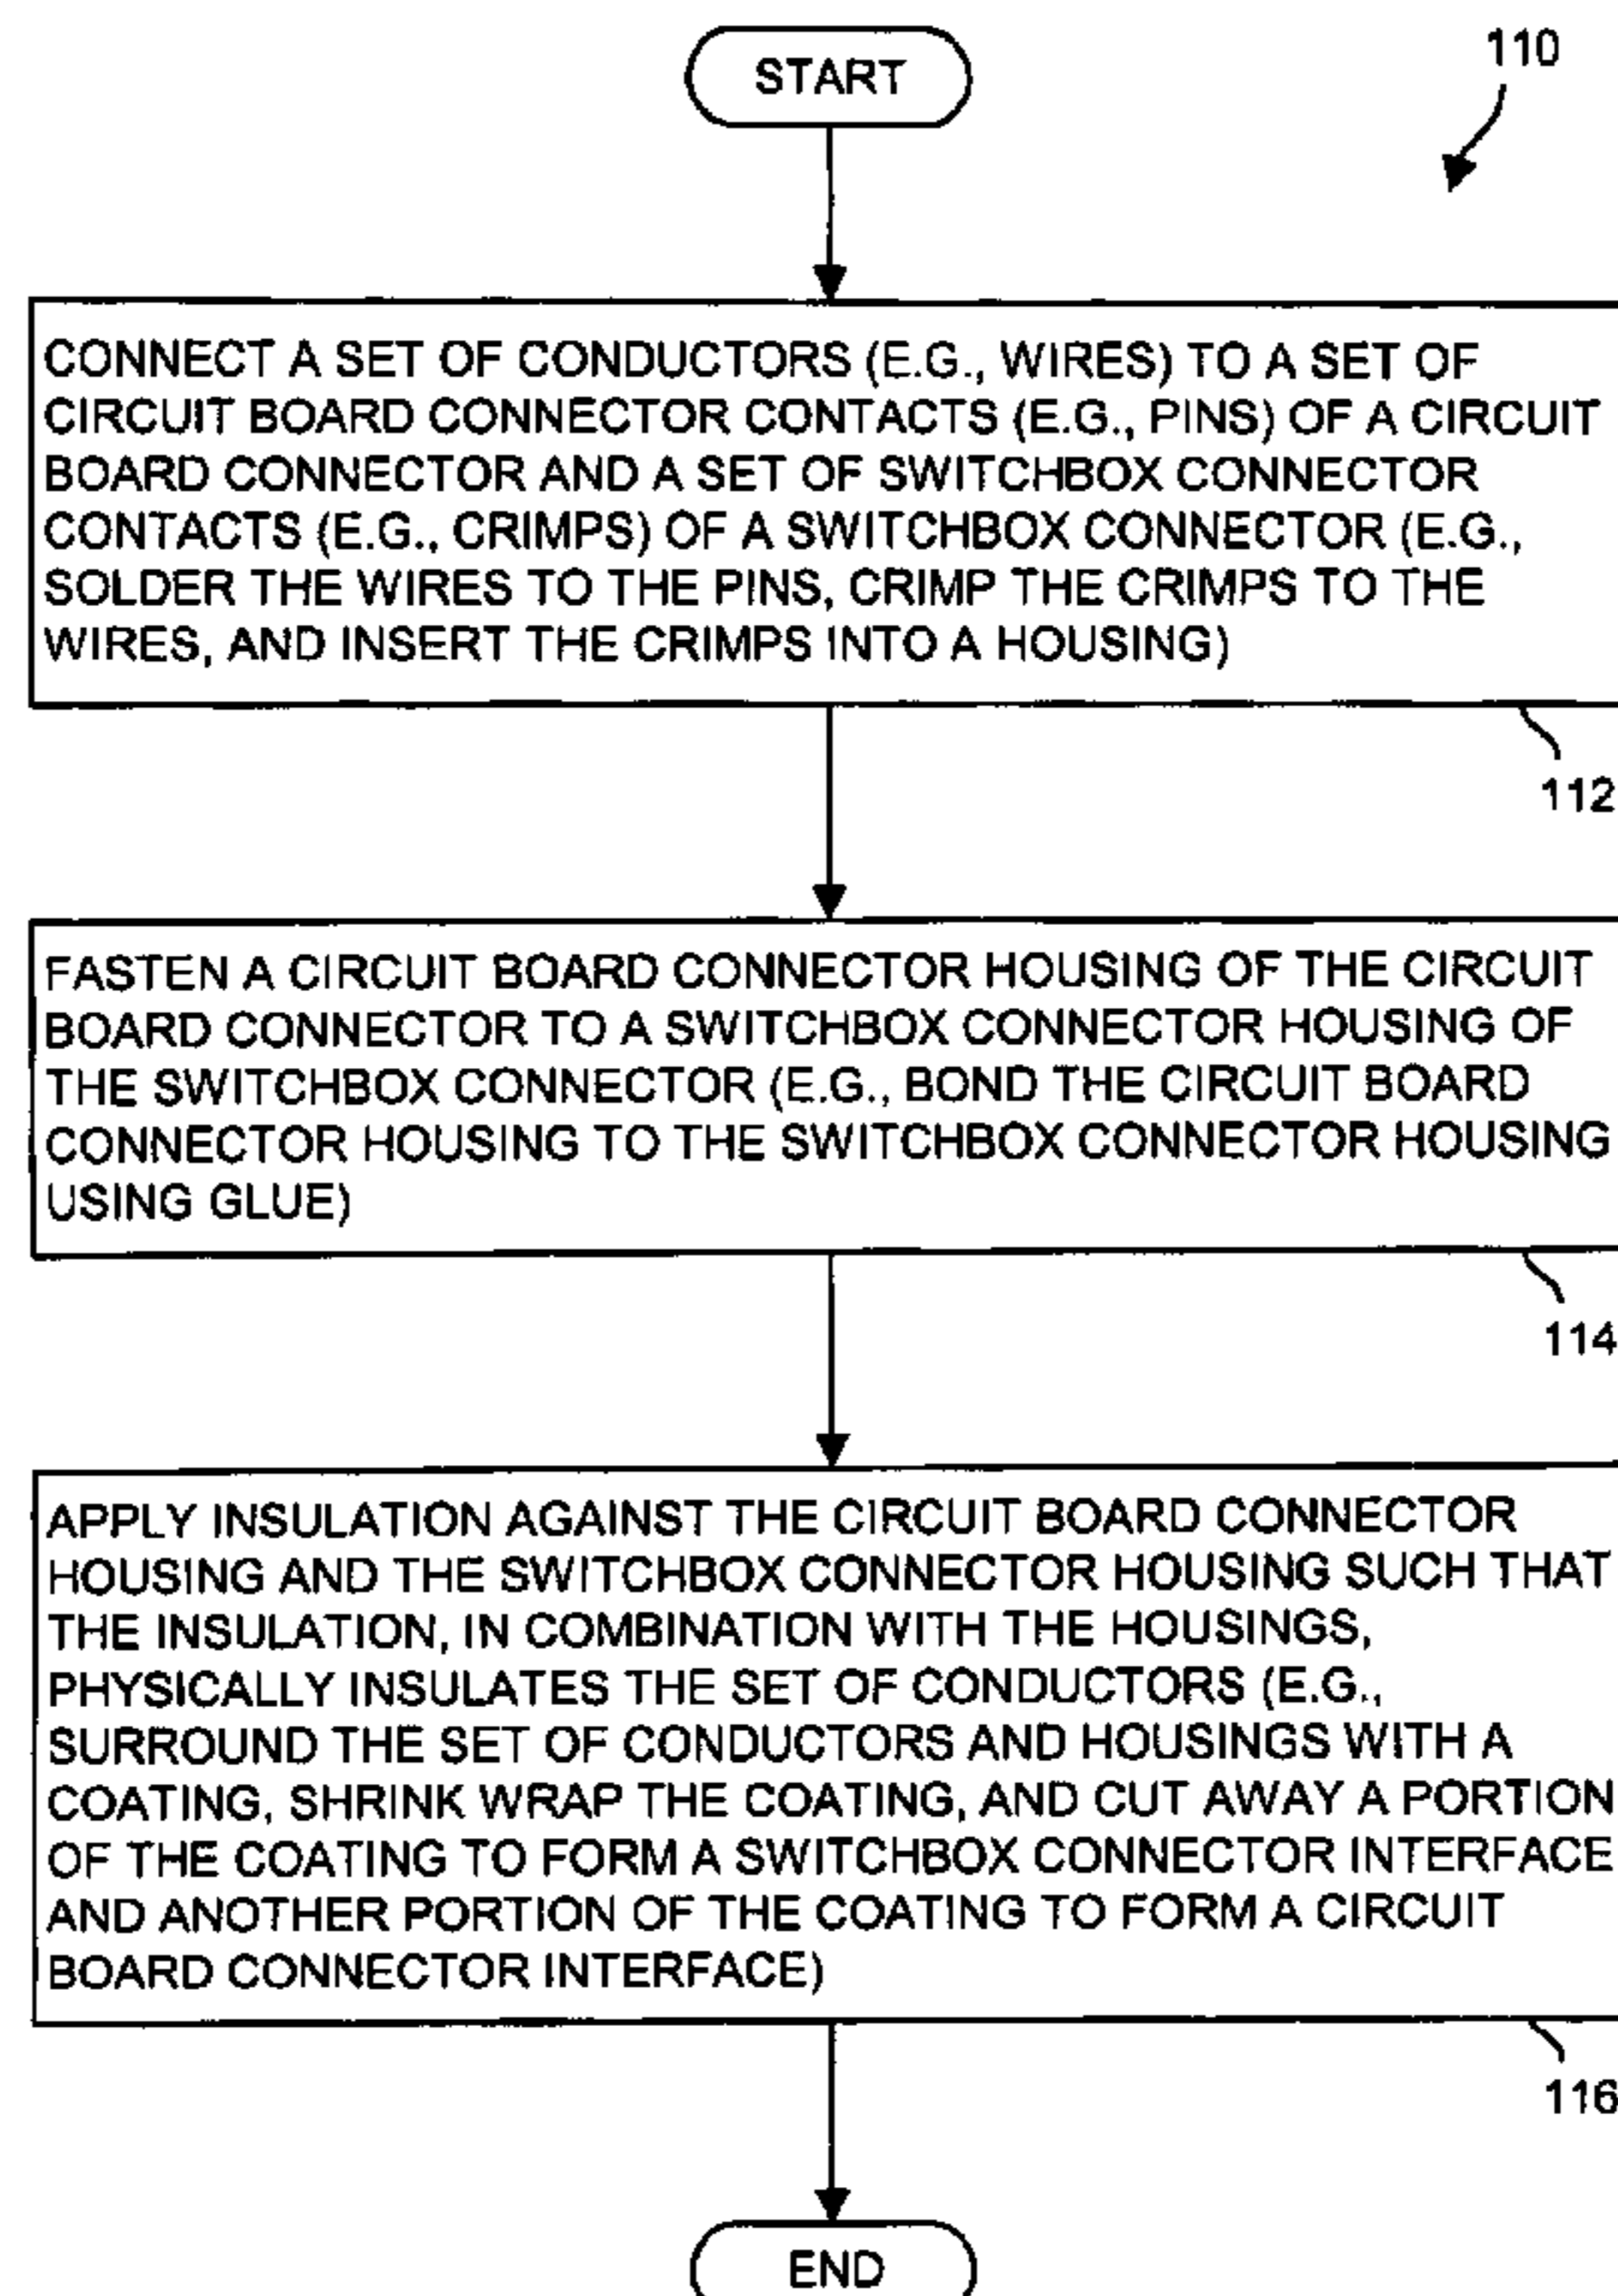 START
110
CONNECT A SET OF CONDUCTORS (E.G., WIRES) TO A SET OF
CIRCUIT BOARD CONNECTOR CONTACTS (E.G., PINS) OF A CIRCUIT
BOARD CONNECTOR AND A SET OF SWITCHBOX CONNECTOR
CONTACTS (E.G., CRIMPS) OF A SWITCHBOX CONNECTOR (E.G.,
SOLDER THE WIRES TO THE PINS, CRIMP THE CRIMPS TO THE
WIRES, AND INSERT THE CRIMPS INTO A HOUSING)
112
FASTEN A CIRCUIT BOARD CONNECTOR HOUSING OF THE CIRCUIT
BOARD CONNECTOR TO A SWITCHBOX CONNECTOR HOUSING OF
THE SWITCHBOX CONNECTOR (E.G., BOND THE CIRCUIT BOARD
CONNECTOR HOUSING TO THE SWITCHBOX CONNECTOR HOUSING
USING GLUE)
114
APPLY INSULATION AGAINST THE CIRCUIT BOARD CONNECTOR
HOUSING AND THE SWITCHBOX CONNECTOR HOUSING SUCH THAT
THE INSULATION, IN COMBINATION WITH THE HOUSINGS,
PHYSICALLY INSULATES THE SET OF CONDUCTORS (E.G.,
SURROUND THE SET OF CONDUCTORS AND HOUSINGS WITH A
COATING, SHRINK WRAP THE COATING, AND CUT AWAY A PORTION
OF THE COATING TO FORM A SWITCHBOX CONNECTOR INTERFACE
AND ANOTHER PORTION OF THE COATING TO FORM A CIRCUIT
BOARD CONNECTOR INTERFACE)
116
END